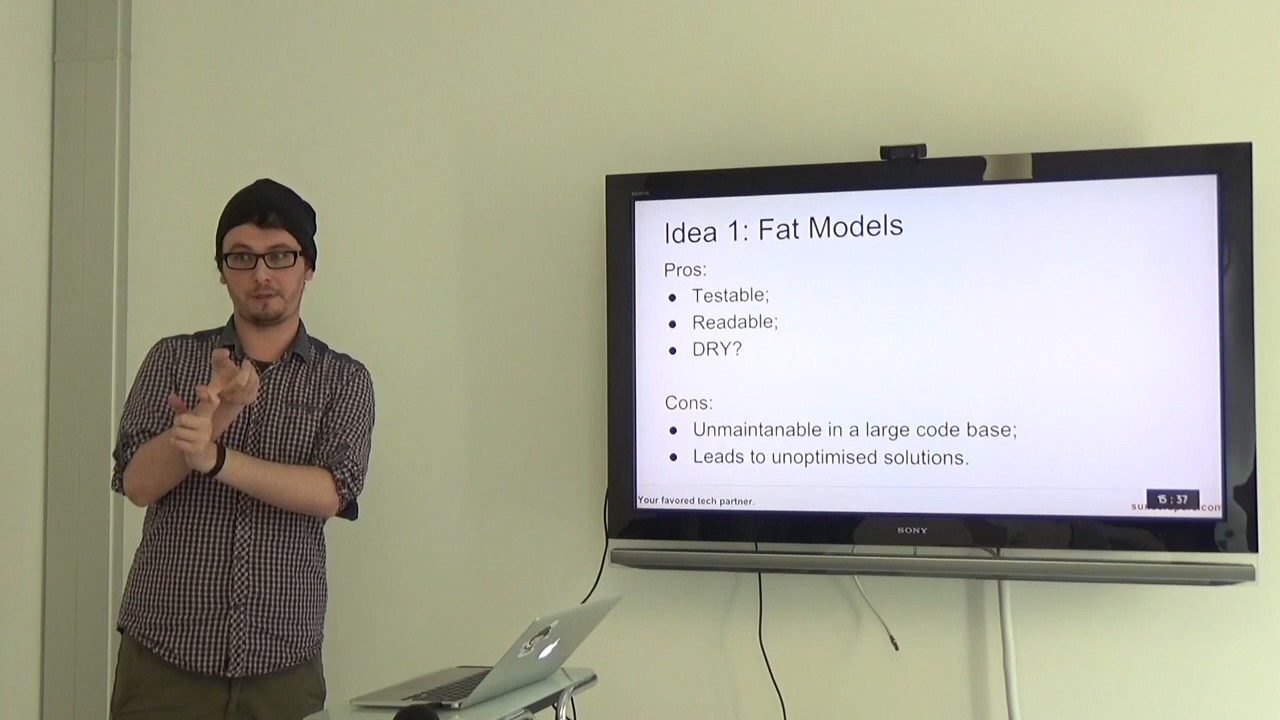 Idea 1: Fat Models
Pros:
● Testable;
● Readable;
● DRY?
Cons:
● Unmaintanable in a large code base;
● Leads to unoptimised solutions.
Your favored tech partner.
15 : 37
SONY